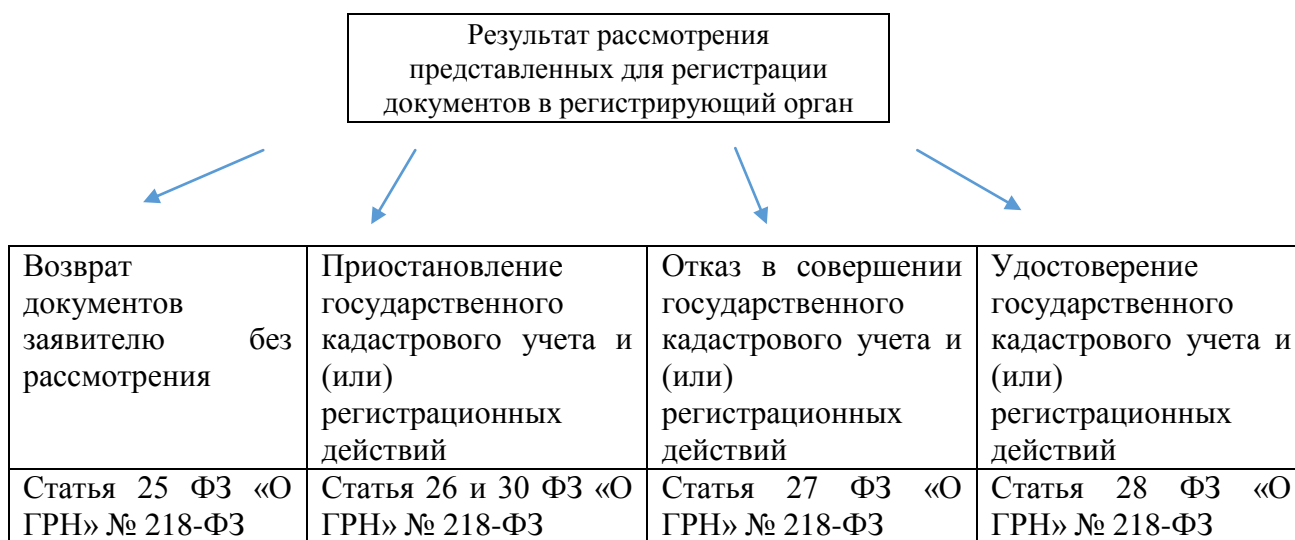 Результат рассмотрения
представленных для регистрации
документов в регистрирующий орган
Возврат
документов
заявителю без
рассмотрения
Приостановление
государственного
кадастрового учета и
(или)
регистрационных
действий
Отказ в совершении
государственного
кадастрового учета и
(или)
регистрационных
действий
Удостоверение
государственного
кадастрового учета и
(или)
регистрационных
действий
Статья 25 ФЗ «О
ГРН» № 218-ФЗ
Статья 26 и 30 ФЗ «О
ГРН» № 218-ФЗ
Статья 27 ФЗ «О
ГРН» № 218-ФЗ
Статья 28 ФЗ «О
ГРН» № 218-ФЗ